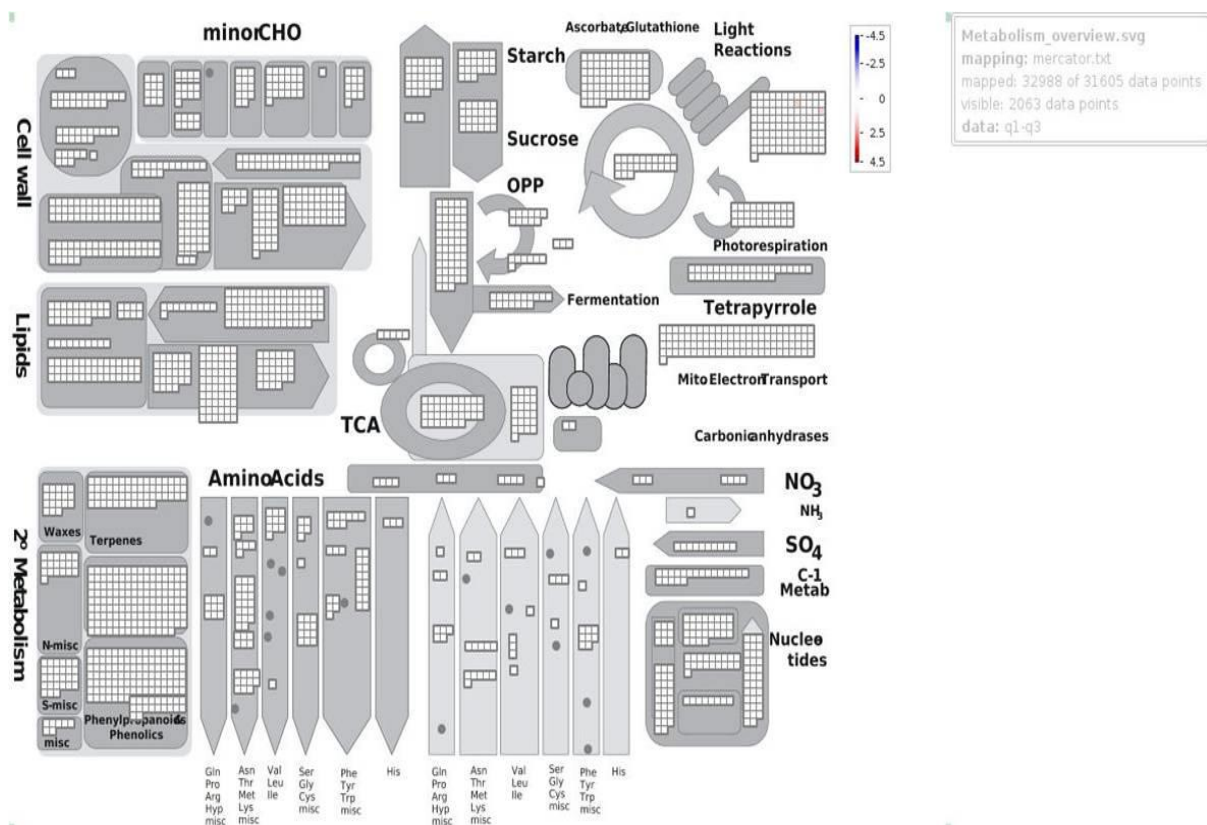 minorCHO
Ascorbate/Glutathione
Light
Reactions
Starch
Sucrose
OPP
Cell wall
-4.5
-2.5
0
2.5
4.5
Metabolism_overview.svg
mapping: mercator.txt
mapped: 32988 of 31605 data points
visible: 2063 data points
data: q1-q3
Photorespiration
Fermentation
Tetrapyrrole
Lipids
Mito ElectronTransport
TCA
Carbonicanhydrases
AminoAcids
NO3
NH3
SO4
C-1
Metab
Nucleo
tides
2º Metabolism
Waxes
Terpenes
N-misc
S-misc
Phenylpropanoids&
Phenolics
misc
Gln
Pro
Arg
Hyp
misc
Asn
Thr
Met
Lys
misc
Val
Leu
Ile
Ser
Gly
Cys
misc
Phe
Tyr
Trp
misc
His
Gln
Pro
Arg
Hyp
misc
Asn
Thr
Met
Lys
misc
Val
Leu
Ile
Ser
Gly
Cys
misc
Phe
Tyr
Trp
misc
His